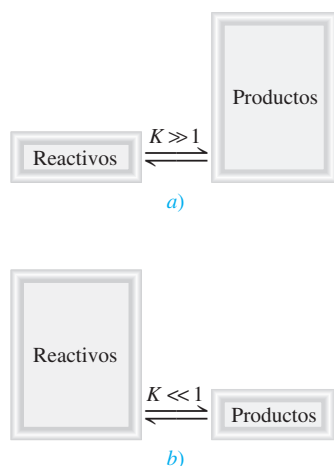 Productos
K ≫ 1
Reactivos
a)
Reactivos
K ≪ 1
Productos
b)